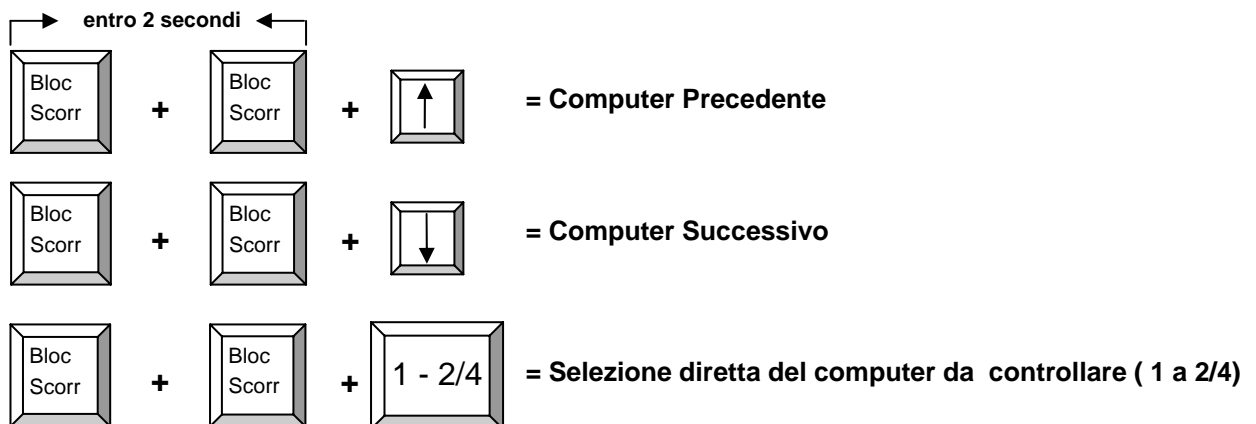 entro 2 secondi
Bloc Scorr + Bloc Scorr + ↑ = Computer Precedente
Bloc Scorr + Bloc Scorr + ↓ = Computer Successivo
Bloc Scorr + Bloc Scorr + 1 - 2/4 = Selezione diretta del computer da controllare ( 1 a 2/4)